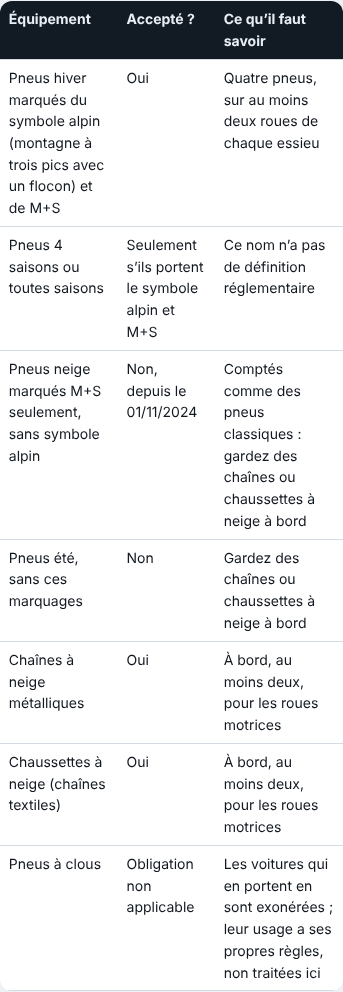 Équipement
Accepté ?
Ce qu’il faut
savoir
Pneus hiver
marqués du
symbole alpin
(montagne à
trois pics avec
un flocon) et
de M+S
Oui
Quatre pneus,
sur au moins
deux roues de
chaque essieu
Pneus 4
saisons ou
toutes saisons
Seulement
s’ils portent
le symbole
alpin et
M+S
Ce nom n’a pas
de définition
réglementaire
Pneus neige
marqués M+S
seulement,
sans symbole
alpin
Non,
depuis le
01/11/2024
Comptés
comme des
pneus
classiques :
gardez des
chaînes ou
chaussettes à
neige à bord
Pneus été,
sans ces
marquages
Non
Gardez des
chaînes ou
chaussettes à
neige à bord
Chaînes à
neige
métalliques
Oui
À bord, au
moins deux,
pour les roues
motrices
Chaussettes à
neige (chaînes
textiles)
Oui
À bord, au
moins deux,
pour les roues
motrices
Pneus à clous
Obligation
non
applicable
Les voitures qui
en portent en
sont exonérées ;
leur usage a ses
propres règles,
non traitées ici